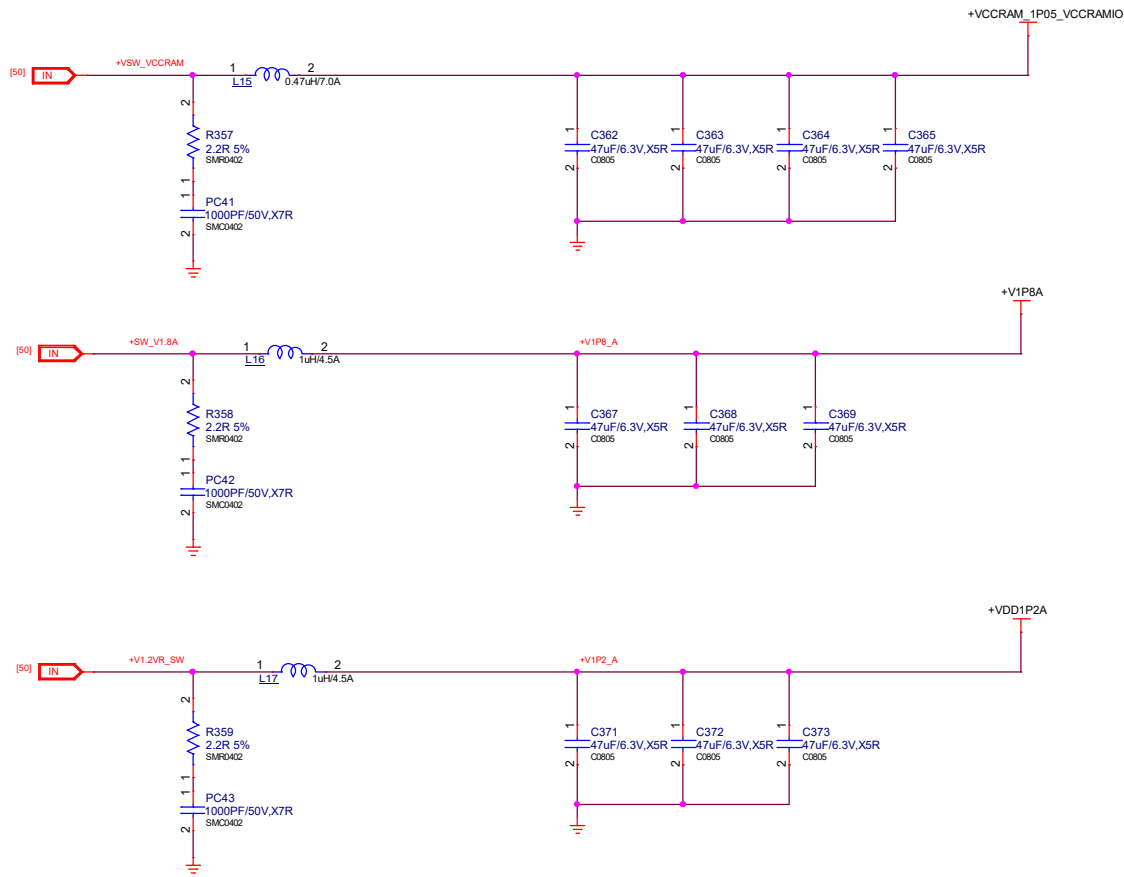 +VCCRAM_1P05_VCCRAMIO
[50] IN +VSW_VCCRAM 1 2
L15 0.47uH/7.0A
2
R357
2.2R 5%
SMR0402
1
1
PC41
1000PF/50V,X7R
SMC0402
2
1 C362
47uF/6.3V,X5R
2 C0805
1 C363
47uF/6.3V,X5R
2 C0805
1 C364
47uF/6.3V,X5R
2 C0805
1 C365
47uF/6.3V,X5R
2 C0805
+V1P8A
[50] IN +SW_V1.8A 1 2 +V1P8_A
L16 1uH/4.5A
2
R358
2.2R 5%
SMR0402
1
1
PC42
1000PF/50V,X7R
SMC0402
2
1 C367
47uF/6.3V,X5R
2 C0805
1 C368
47uF/6.3V,X5R
2 C0805
1 C369
47uF/6.3V,X5R
2 C0805
+VDD1P2A
[50] IN +V1.2VR_SW 1 2 +V1P2_A
L17 1uH/4.5A
2
R359
2.2R 5%
SMR0402
1
1
PC43
1000PF/50V,X7R
SMC0402
2
1 C371
47uF/6.3V,X5R
2 C0805
1 C372
47uF/6.3V,X5R
2 C0805
1 C373
47uF/6.3V,X5R
2 C0805